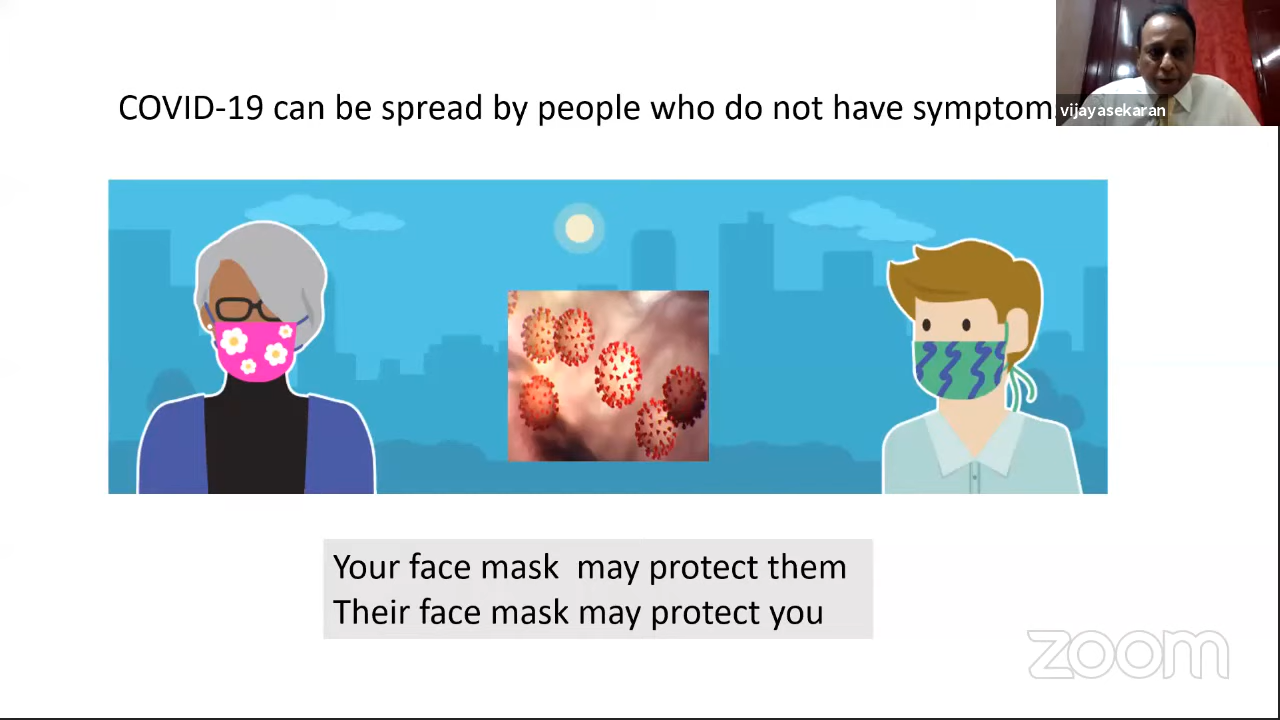 COVID-19 can be spread by people who do not have symptom
vijayasekaran
Your face mask may protect them
Their face mask may protect you
zoom